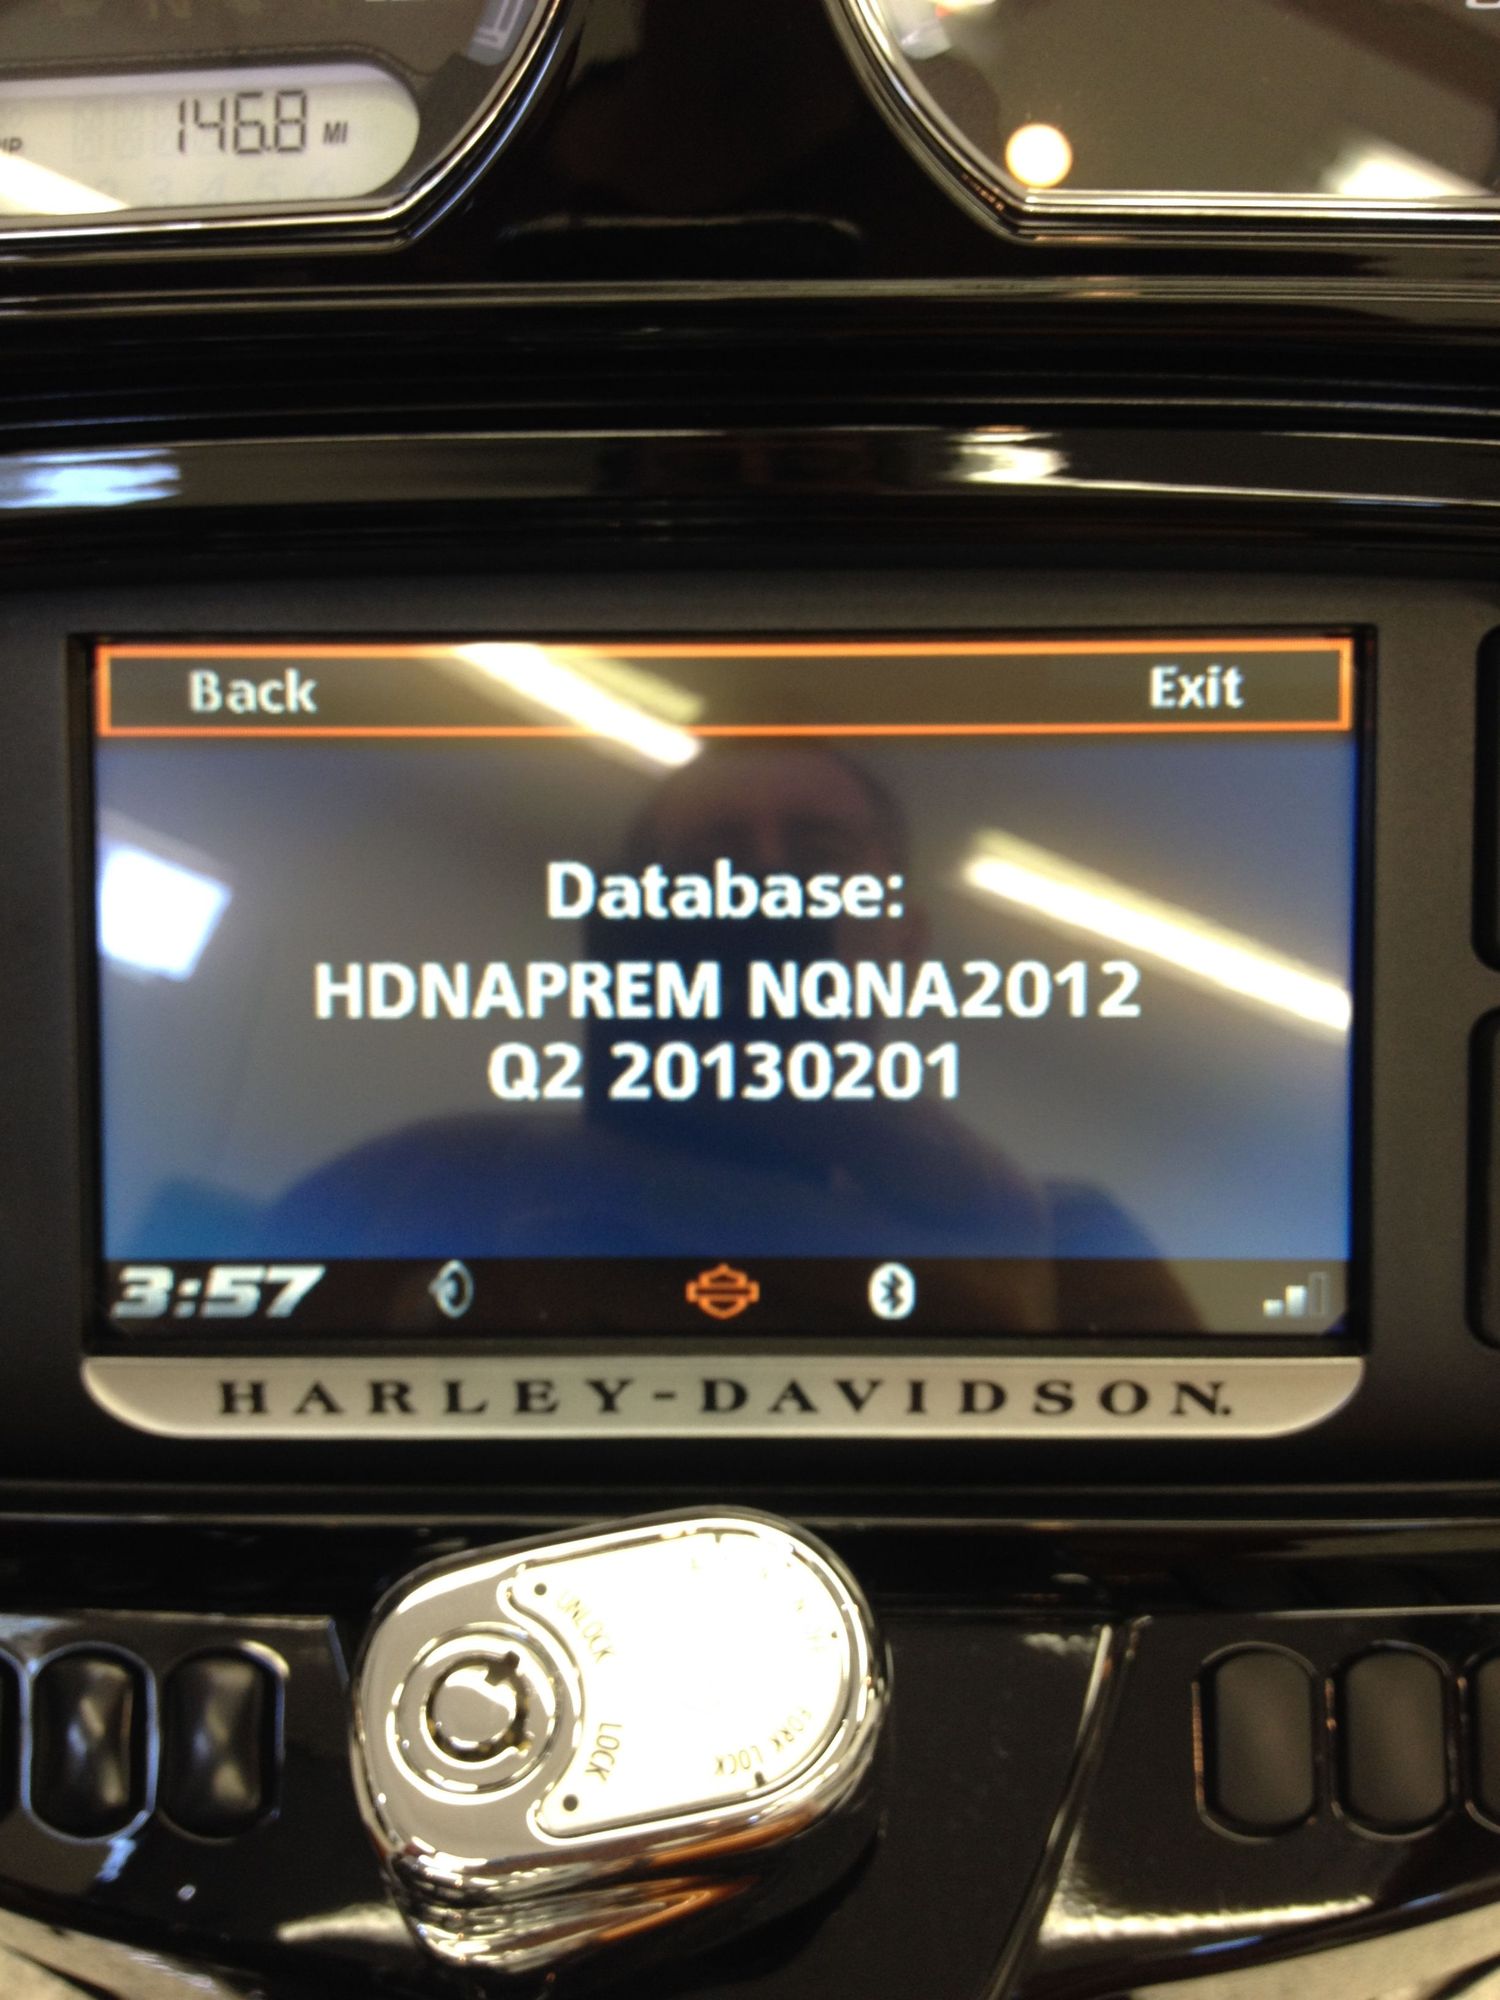 146.8 MI
Back Exit
Database:
HDNAPREM NQNA2012
Q2 20130201
3:57
HARLEY-DAVIDSON.
UNLOCK
LOCK
FORK LOCK